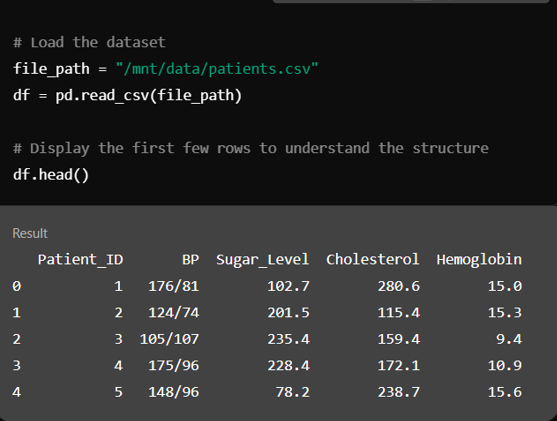 # Load the dataset
file_path = "/mnt/data/patients.csv"
df = pd.read_csv(file_path)
# Display the first few rows to understand the structure
df.head()
Result
Patient_ID BP Sugar_Level Cholesterol Hemoglobin
0 1 176/81 102.7 280.6 15.0
1 2 124/74 201.5 115.4 15.3
2 3 105/107 235.4 159.4 9.4
3 4 175/96 228.4 172.1 10.9
4 5 148/96 78.2 238.7 15.6